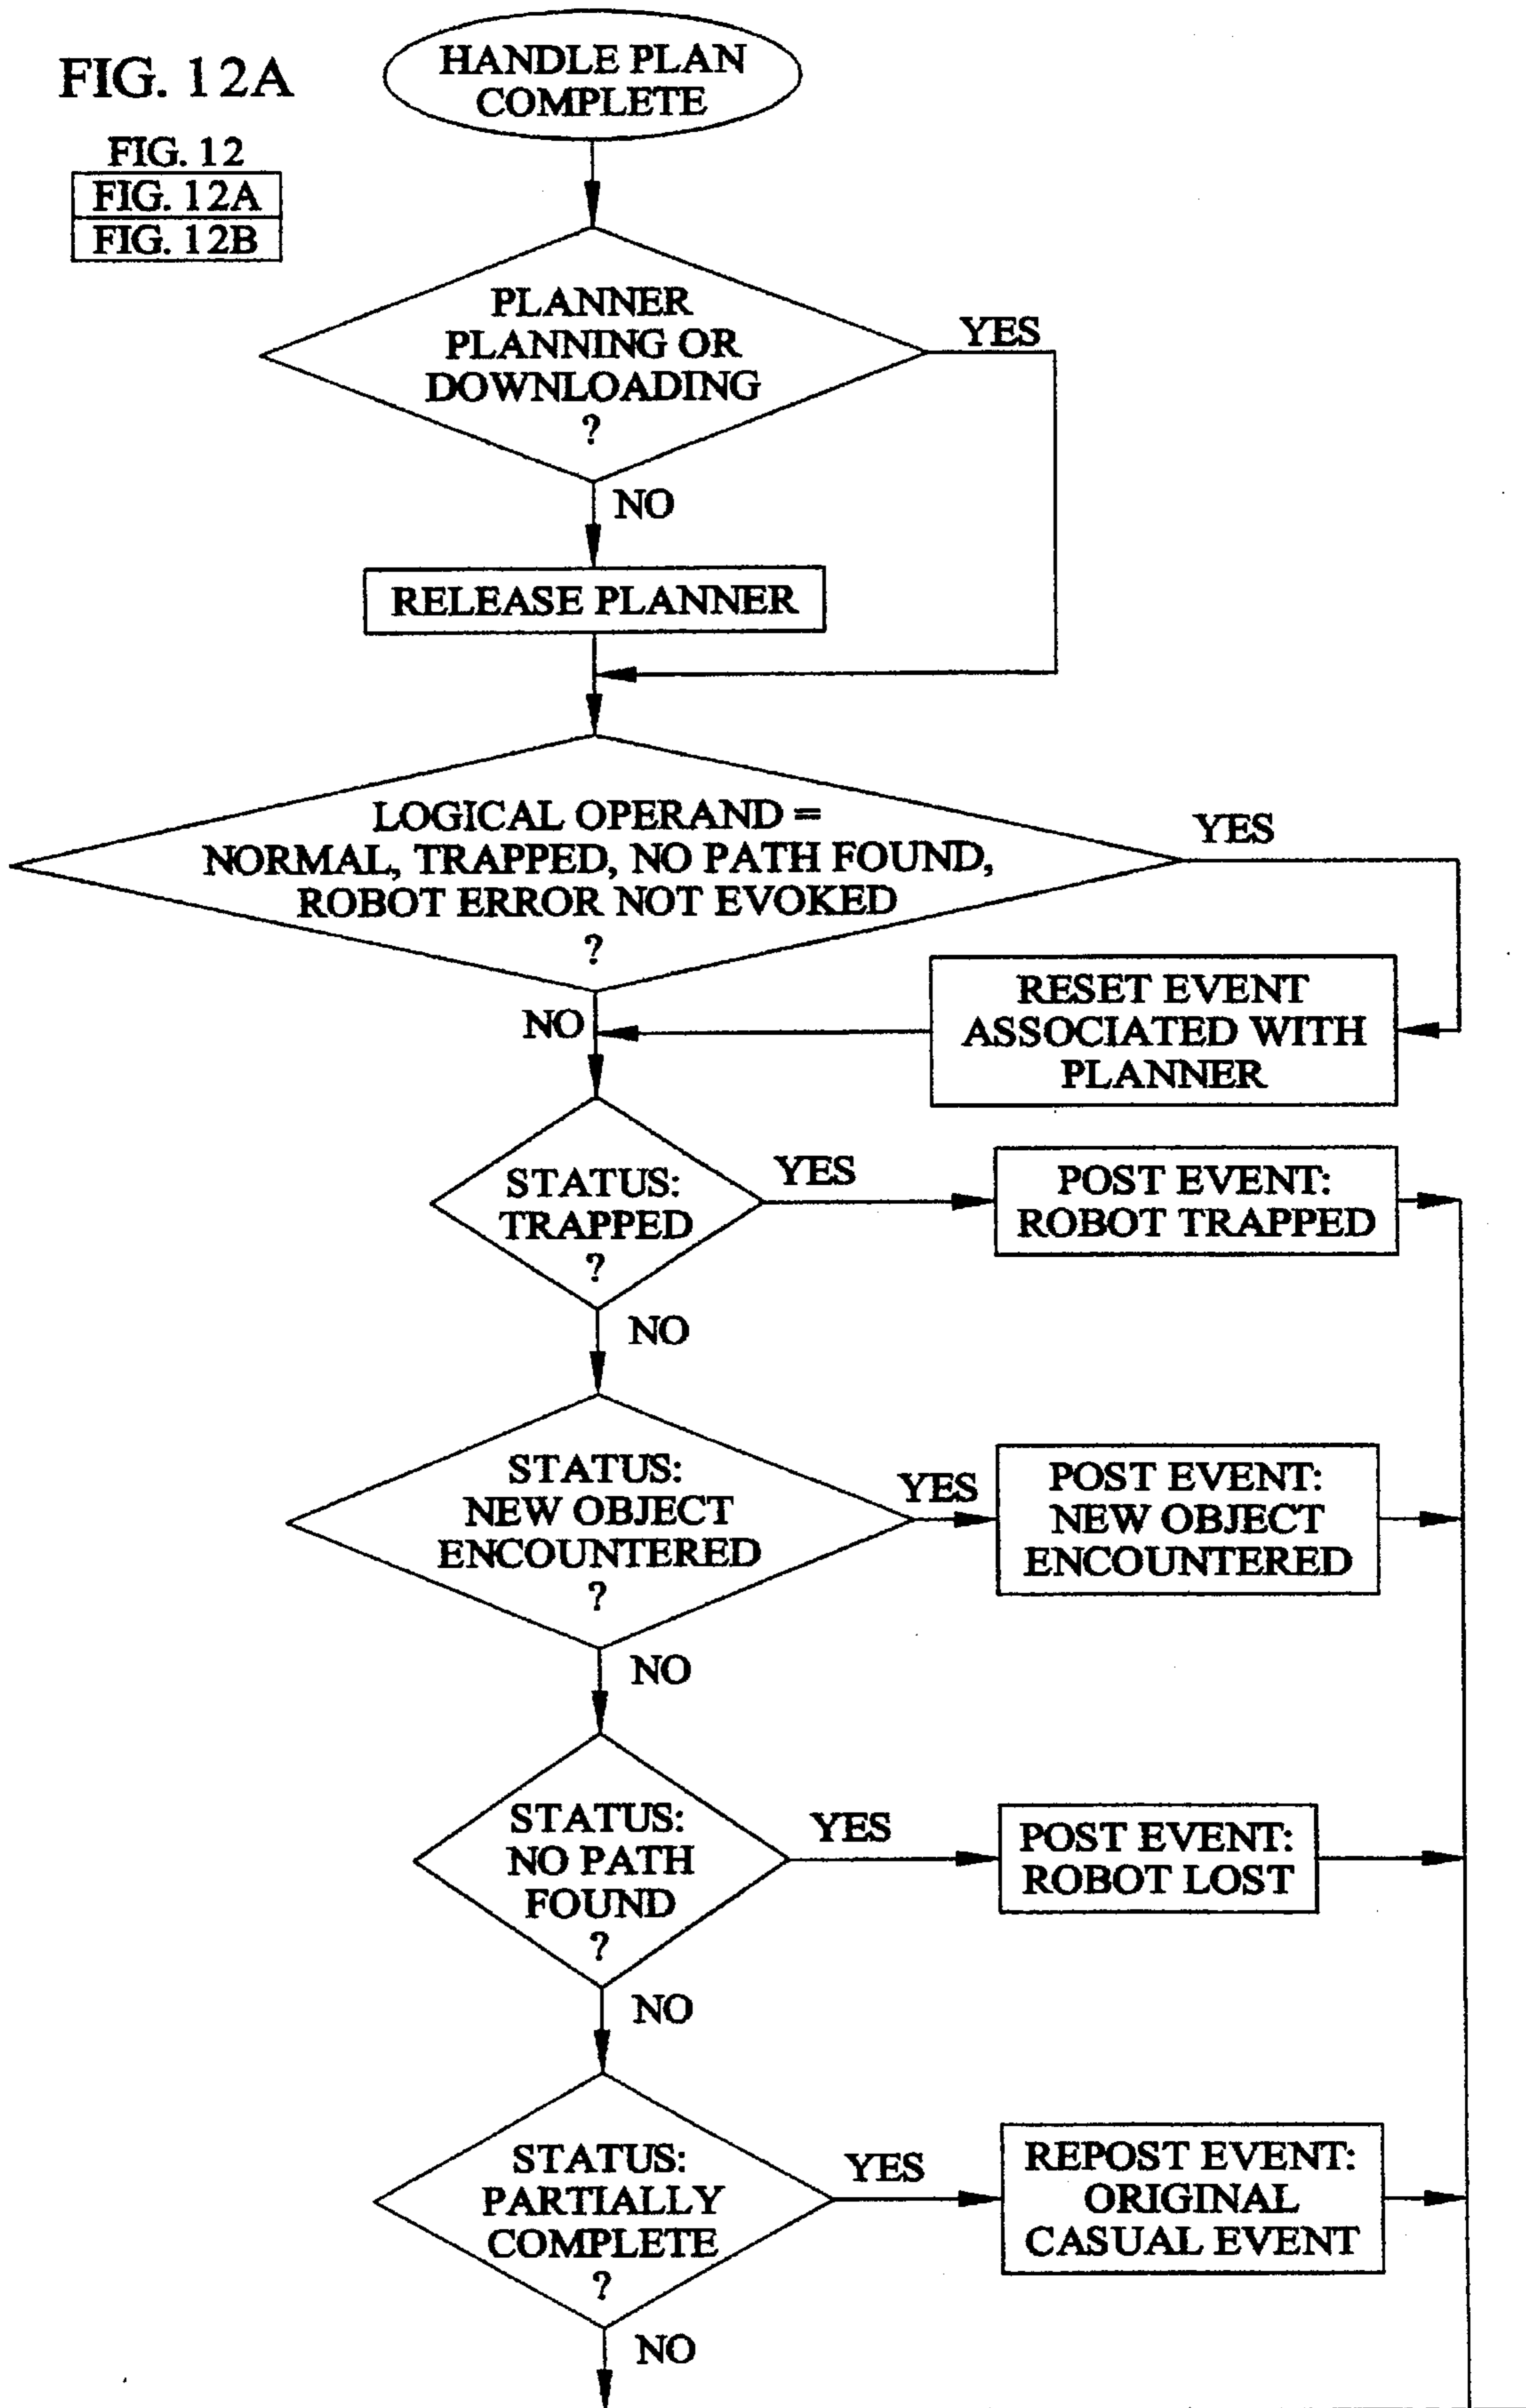 FIG. 12A
FIG. 12
FIG. 12A
FIG. 12B
HANDLE PLAN
COMPLETE
PLANNER
PLANNING OR
DOWNLOADING
?
YES
NO
RELEASE PLANNER
LOGICAL OPERAND =
NORMAL, TRAPPED, NO PATH FOUND,
ROBOT ERROR NOT EVOKED
?
YES
NO
RESET EVENT
ASSOCIATED WITH
PLANNER
STATUS:
TRAPPED
?
YES
POST EVENT:
ROBOT TRAPPED
NO
STATUS:
NEW OBJECT
ENCOUNTERED
?
YES
POST EVENT:
NEW OBJECT
ENCOUNTERED
NO
STATUS:
NO PATH
FOUND
?
YES
POST EVENT:
ROBOT LOST
NO
STATUS:
PARTIALLY
COMPLETE
?
YES
REPOST EVENT:
ORIGINAL
CASUAL EVENT
NO